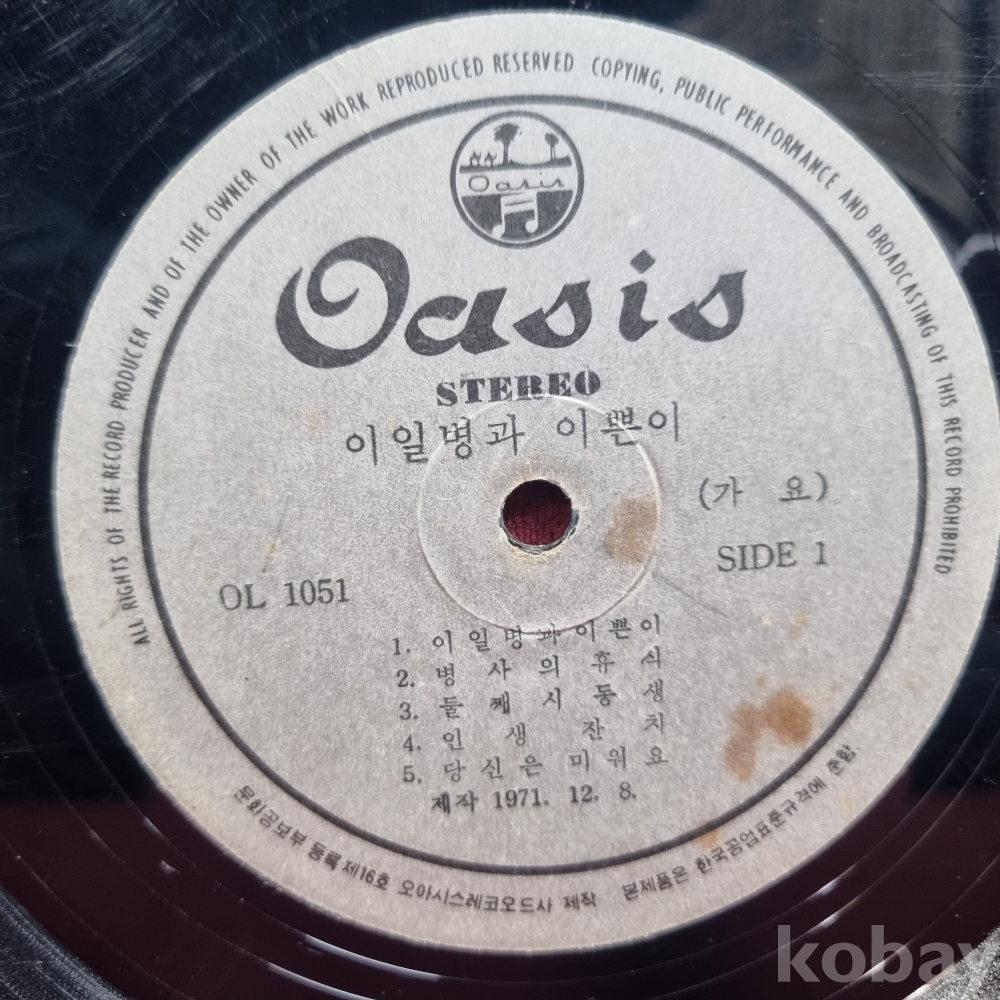 ALL RIGHTS OF THE RECORD PRODUCER AND OF THE OWNER OF THE WORK REPRODUCED RESERVED COPYING, PUBLIC PERFORMANCE AND BROADCASTING OF THIS RECORD PROHIBITED
Oasis
Oasis
STEREO
이일병과 이쁜이
(가 요)
SIDE 1
OL 1051
1. 이일병과이쁜이
2. 병사의휴식
3. 둘째시동생
4. 인생잔치
5. 당신은 미워요
제작 1971. 12. 8.
문화공보부 등록제16호 오아시스레코오드사 제작 본제품은 한국공업표준규격에 준함
kobay